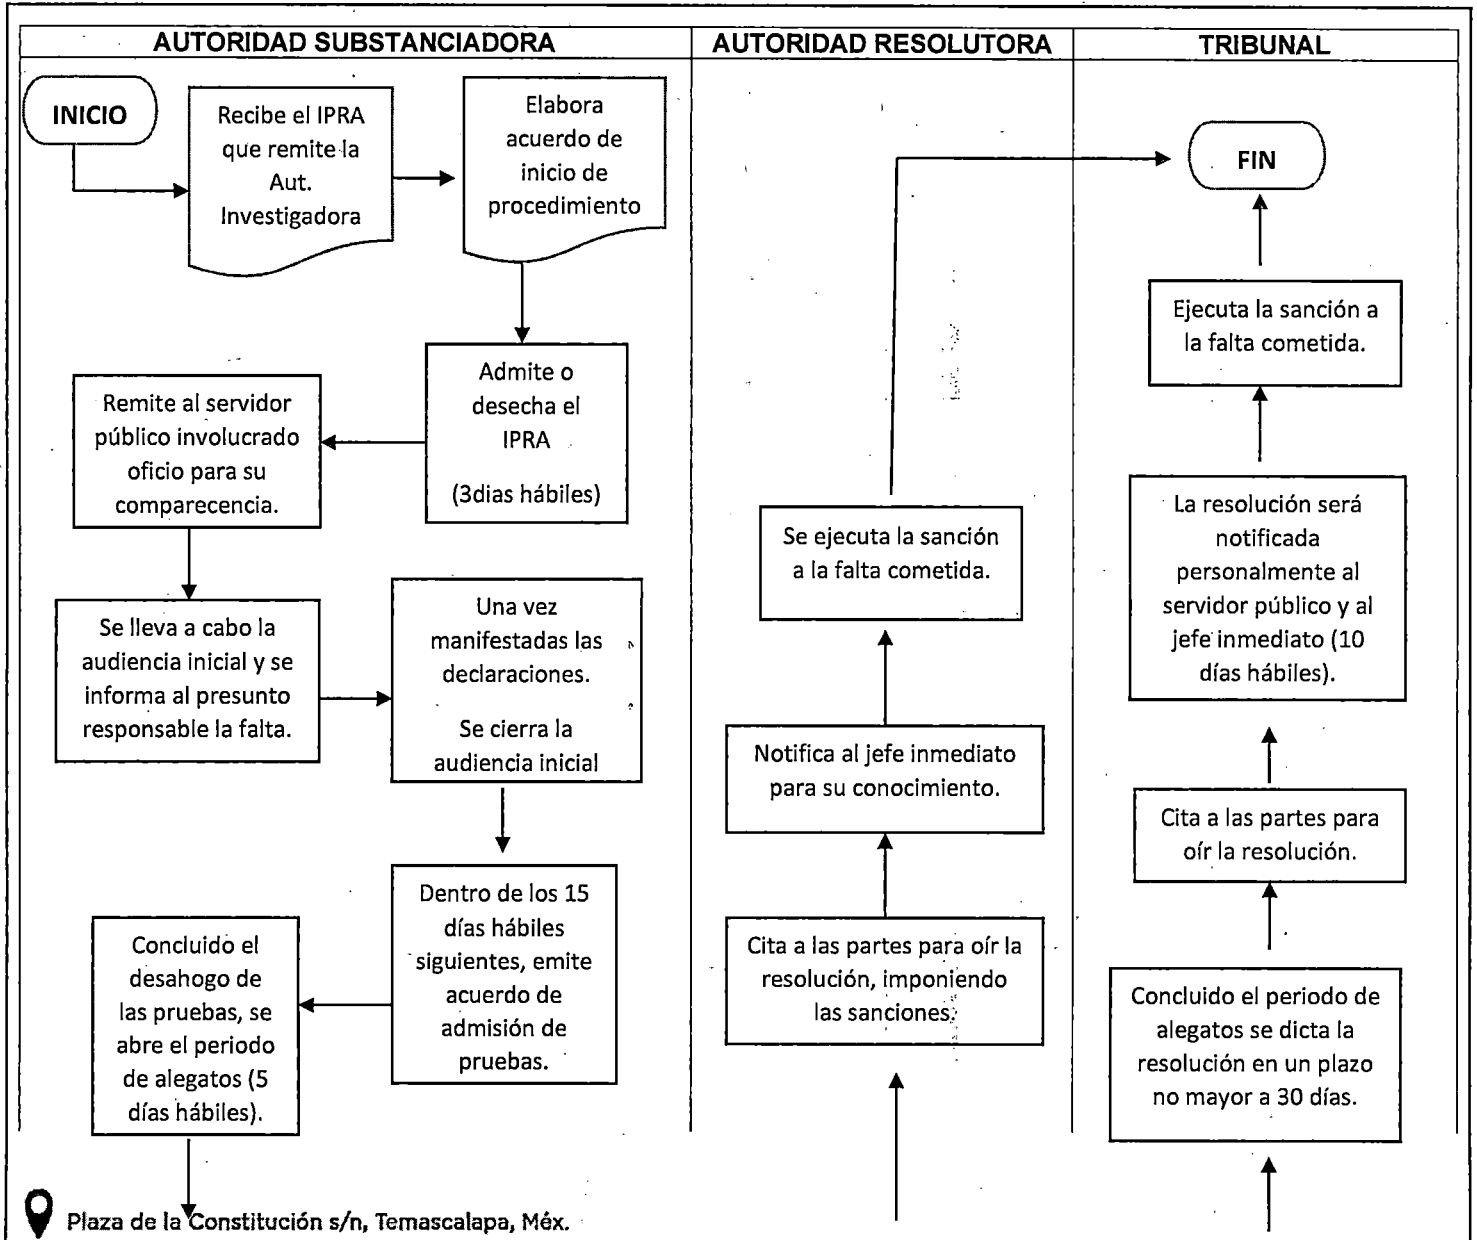 AUTORIDAD SUBSTANCIADORA
AUTORIDAD RESOLUTORA
TRIBUNAL
INICIO
Recibe el IPRA
que remite la
Aut.
Investigadora
Elabora
acuerdo de
inicio de
procedimiento
Admite o
desecha el
IPRA
(3dias hábiles)
Remite al servidor
público involucrado
oficio para su
comparecencia.
Se lleva a cabo la
audiencia inicial y se
informa al presunto
responsable la falta.
Una vez
manifestadas las
declaraciones.
Se cierra la
audiencia inicial
Dentro de los 15
días hábiles
siguientes, emite
acuerdo de
admisión de
pruebas.
Concluido el
desahogo de
las pruebas, se
abre el periodo
de alegatos (5
días hábiles).
Se ejecuta la sanción
a la falta cometida.
Notifica al jefe inmediato
para su conocimiento.
Cita a las partes para oír la
resolución, imponiendo
las sanciones.
FIN
Ejecuta la sanción a
la falta cometida.
La resolución será
notificada
personalmente al
servidor público y al
jefe inmediato (10
días hábiles).
Cita a las partes para
oír la resolución.
Concluido el periodo de
alegatos se dicta la
resolución en un plazo
no mayor a 30 días.
Plaza de la Constitución s/n, Temascalapa, Méx.